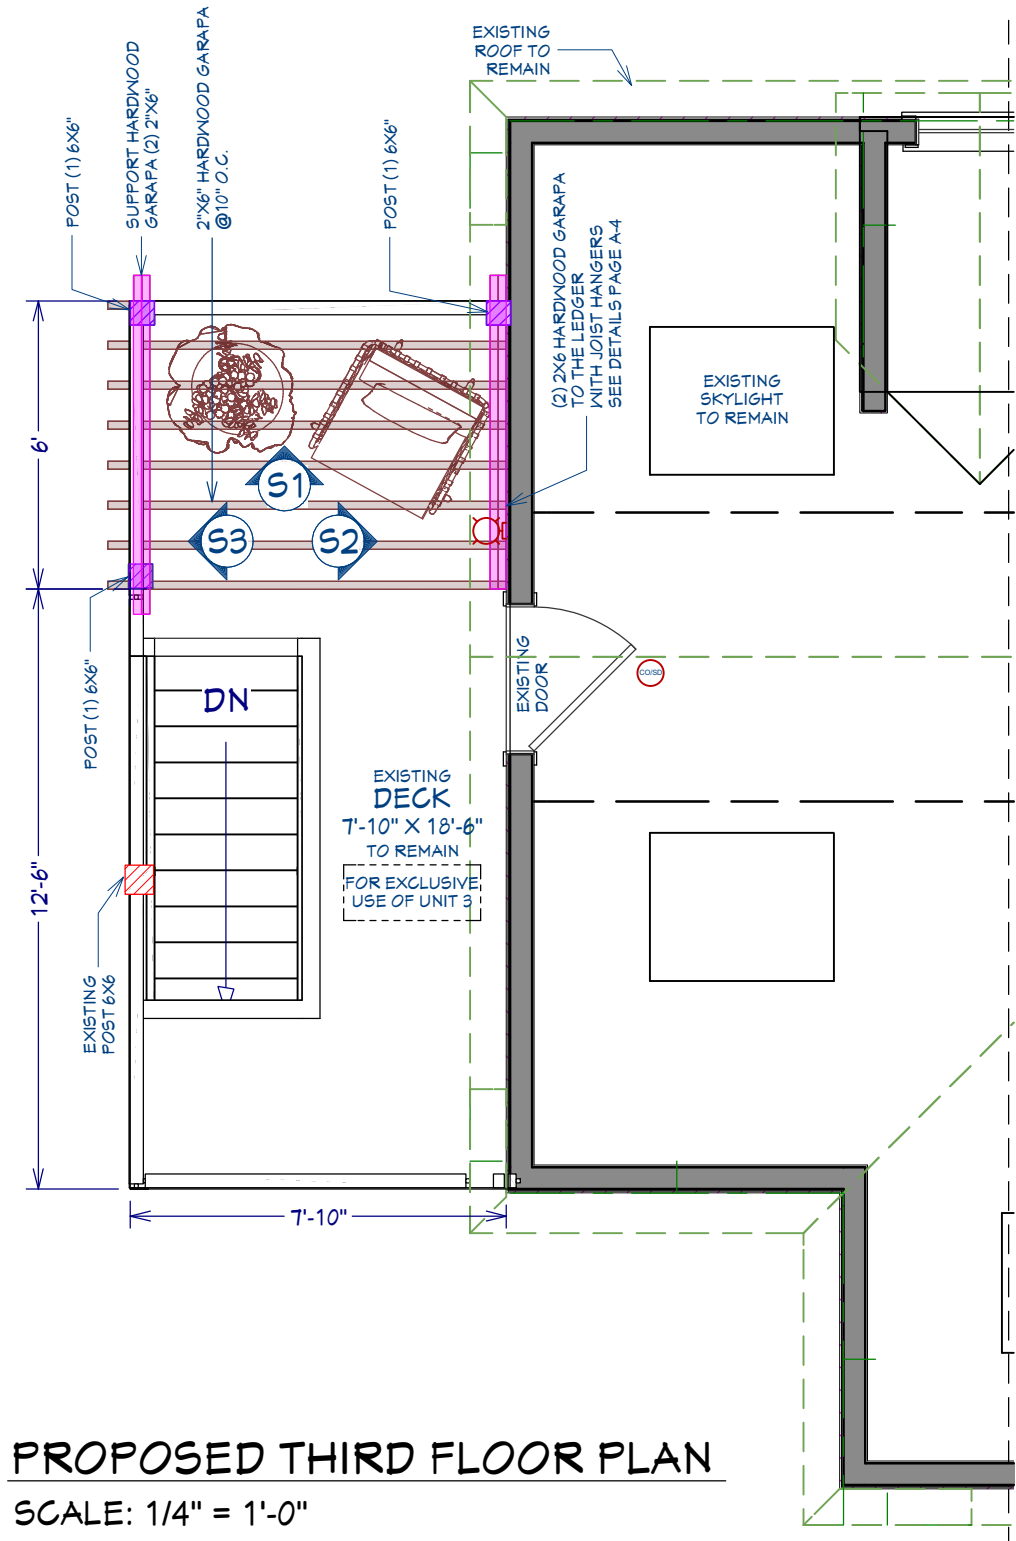 EXISTING
ROOF TO
REMAIN
POST (1) 6X6"
SUPPORT HARDWOOD
GARAPA (2) 2"X6"
2"X6" HARDWOOD GARAPA
@10" O.C.
POST (1) 6X6"
(2) 2X6 HARDWOOD GARAPA
TO THE LEDGER
WITH JOIST HANGERS
SEE DETAILS PAGE A-4
EXISTING
SKYLIGHT
TO REMAIN
6'
S1
S3
S2
POST (1) 6X6"
EXISTING
DOOR
CO/SD
DN
EXISTING
DECK
7'-10" X 18'-6"
TO REMAIN
FOR EXCLUSIVE
USE OF UNIT 3
12'-6"
EXISTING
POST 6X6
7'-10"
PROPOSED THIRD FLOOR PLAN
SCALE: 1/4" = 1'-0"